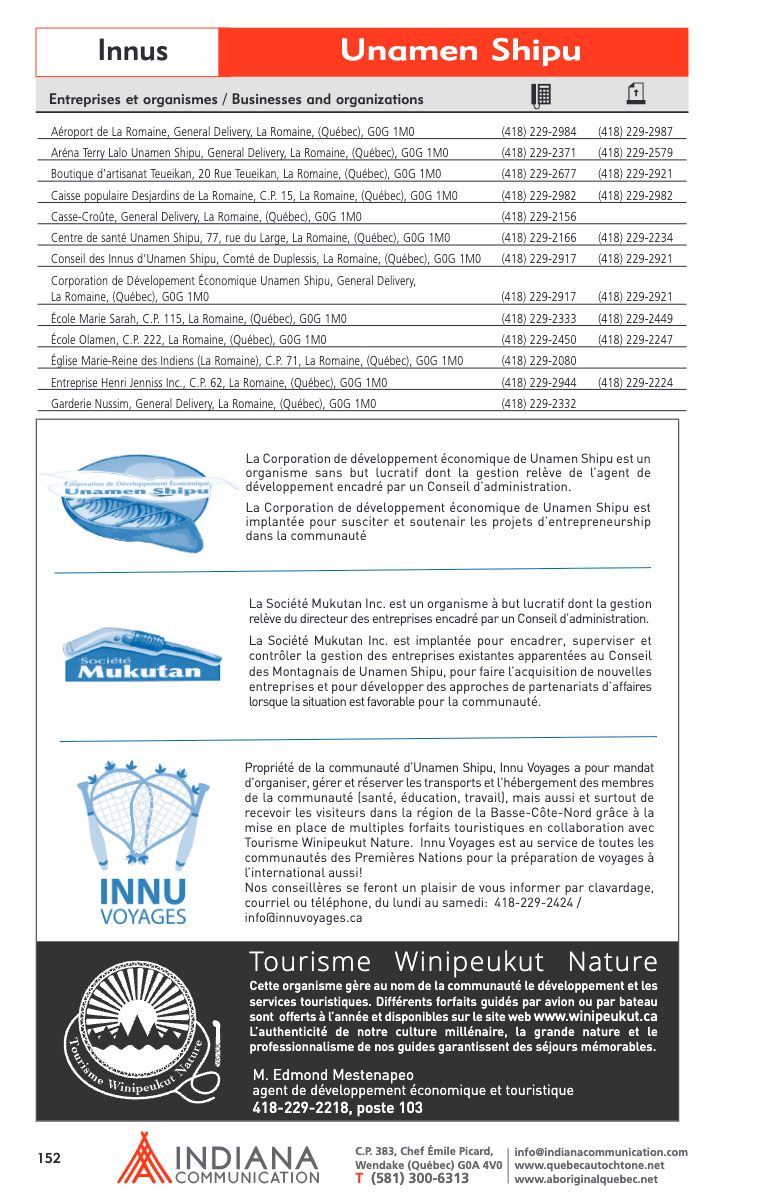 Innus
Unamen Shipu
Entreprises et organismes / Businesses and organizations
Aéroport de La Romaine, General Delivery, La Romaine, (Québec), G0G 1M0 (418) 229-2984 (418) 229-2987
Aréna Terry Lalo Unamen Shipu, General Delivery, La Romaine, (Québec), G0G 1M0 (418) 229-2371 (418) 229-2579
Boutique d’artisanat Teueikan, 20 Rue Teueikan, La Romaine, (Québec), G0G 1M0 (418) 229-2677 (418) 229-2921
Caisse populaire Desjardins de La Romaine, C.P. 15, La Romaine, (Québec), G0G 1M0 (418) 229-2982 (418) 229-2982
Casse-Croûte, General Delivery, La Romaine, (Québec), G0G 1M0 (418) 229-2156
Centre de santé Unamen Shipu, 77, rue du Large, La Romaine, (Québec), G0G 1M0 (418) 229-2166 (418) 229-2234
Conseil des Innus d’Unamen Shipu, Comté de Duplessis, La Romaine, (Québec), G0G 1M0 (418) 229-2917 (418) 229-2921
Corporation de Dévelopement Économique Unamen Shipu, General Delivery,
La Romaine, (Québec), G0G 1M0 (418) 229-2917 (418) 229-2921
École Marie Sarah, C.P. 115, La Romaine, (Québec), G0G 1M0 (418) 229-2333 (418) 229-2449
École Olamen, C.P. 222, La Romaine, (Québec), G0G 1M0 (418) 229-2450 (418) 229-2247
Église Marie-Reine des Indiens (La Romaine), C.P. 71, La Romaine, (Québec), G0G 1M0 (418) 229-2080
Entreprise Henri Jenniss Inc., C.P. 62, La Romaine, (Québec), G0G 1M0 (418) 229-2944 (418) 229-2224
Garderie Nussim, General Delivery, La Romaine, (Québec), G0G 1M0 (418) 229-2332
Corporation de Développement Économique
Unamen Shipu
La Corporation de développement économique de Unamen Shipu est un
organisme sans but lucratif dont la gestion relève de l’agent de
développement encadré par un Conseil d’administration.
La Corporation de développement économique de Unamen Shipu est
implantée pour susciter et soutenir les projets d’entrepreneurship
dans la communauté
Société
Mukutan
La Société Mukutan Inc. est un organisme à but lucratif dont la gestion
relève du directeur des entreprises encadré par un Conseil d’administration.
La Société Mukutan Inc. est implantée pour encadrer, superviser et
contrôler la gestion des entreprises existantes apparentées au Conseil
des Montagnais de Unamen Shipu, pour faire l’acquisition de nouvelles
entreprises et pour développer des approches de partenariats d’affaires
lorsque la situation est favorable pour la communauté.
INNU
VOYAGES
Propriété de la communauté d’Unamen Shipu, Innu Voyages a pour mandat
d’organiser, gérer et réserver les transports et l’hébergement des membres
de la communauté (santé, éducation, travail), mais aussi et surtout de
recevoir les visiteurs dans la région de la Basse-Côte-Nord grâce à la
mise en place de multiples forfaits touristiques en collaboration avec
Tourisme Winipeukut Nature. Innu Voyages est au service de toutes les
communautés des Premières Nations pour la préparation de voyages à
l’international aussi!
Nos conseillères se feront un plaisir de vous informer par clavardage,
courriel ou téléphone, du lundi au samedi: 418-229-2424 /
info@innuvoyages.ca
Tourisme Winipeukut Nature
Tourisme Winipeukut Nature
Cette organisme gère au nom de la communauté le développement et les
services touristiques. Différents forfaits guidés par avion ou par bateau
sont offerts à l’année et disponibles sur le site web www.winipeukut.ca
L’authenticité de notre culture millénaire, la grande nature et le
professionnalisme de nos guides garantissent des séjours mémorables.
M. Edmond Mestenapeo
agent de développement économique et touristique
418-229-2218, poste 103
152
INDIANA
COMMUNICATION
C.P. 383, Chef Émile Picard,
Wendake (Québec) G0A 4V0
T (581) 300-6313
info@indianacommunication.com
www.quebecautochtone.net
www.aboriginalquebec.net